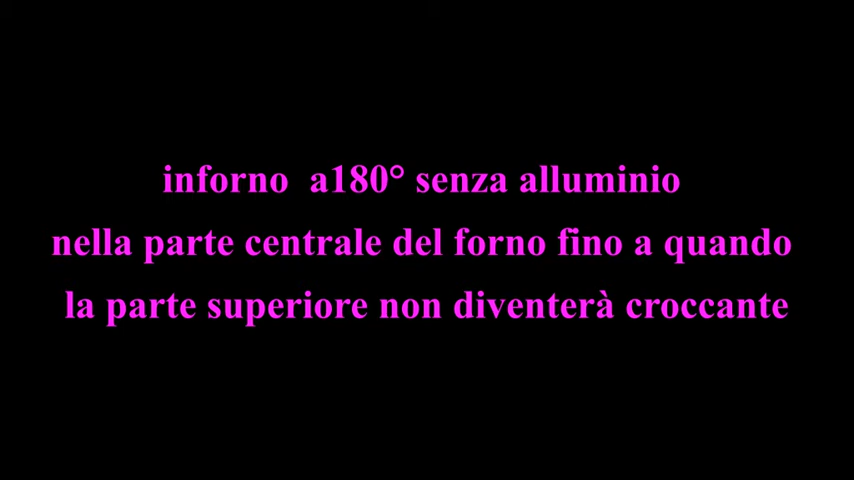 inforno  a180° senza alluminio
nella parte centrale del forno fino a quando
la parte superiore non diventerà croccante